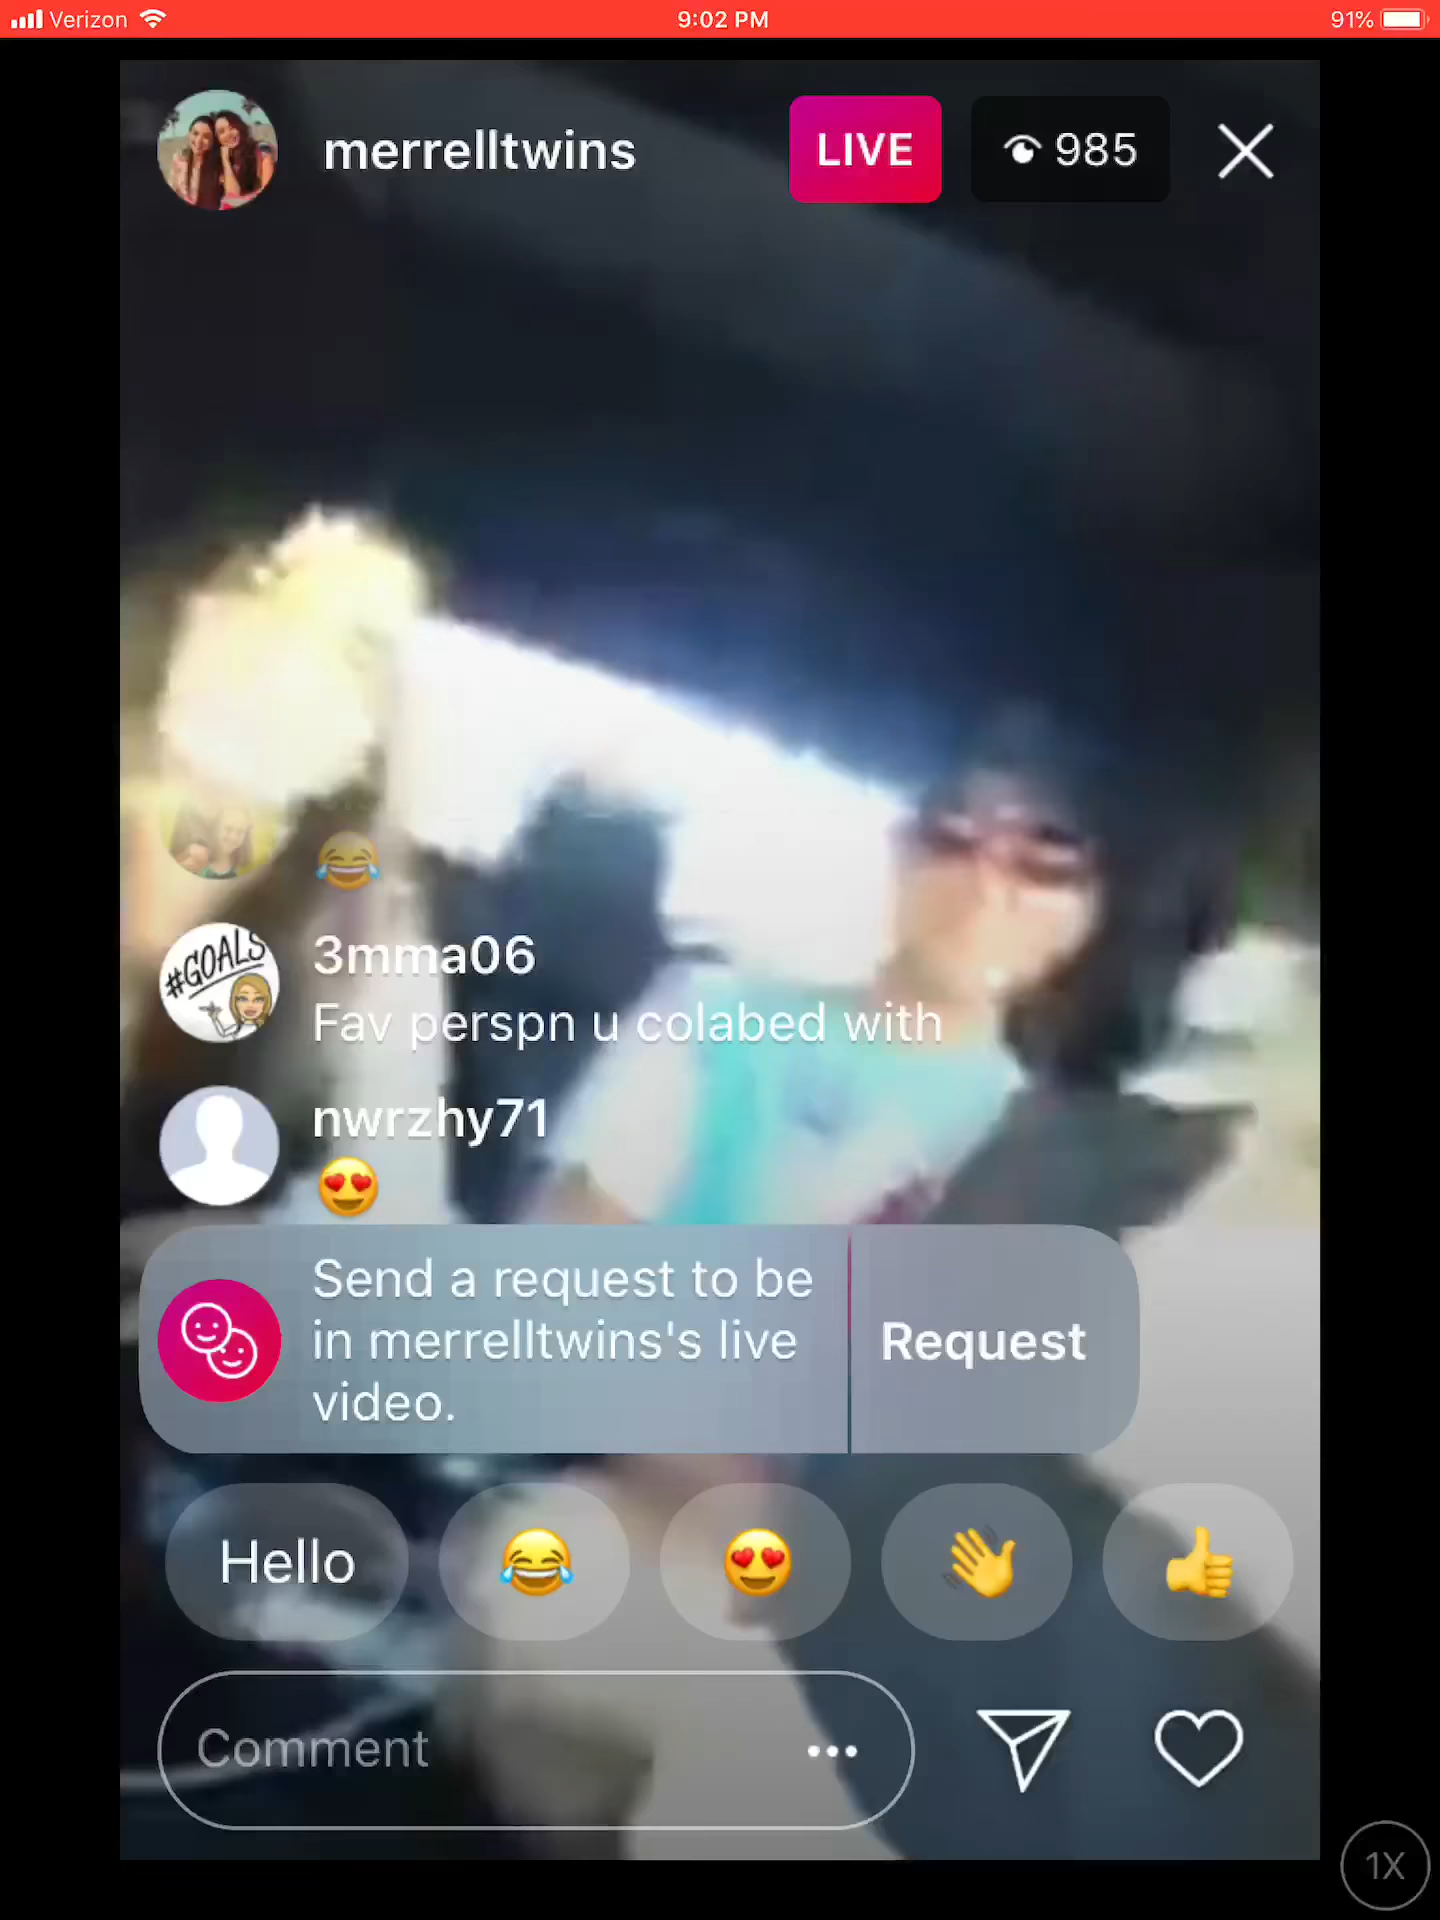 Verizon 9:02 PM 91%
merrelltwins LIVE 985
#GOALS
3mma06
Fav perspn u colabed with
nwrzhy71
Send a request to be
in merrelltwins's live
video.
Request
Hello
Comment
1X